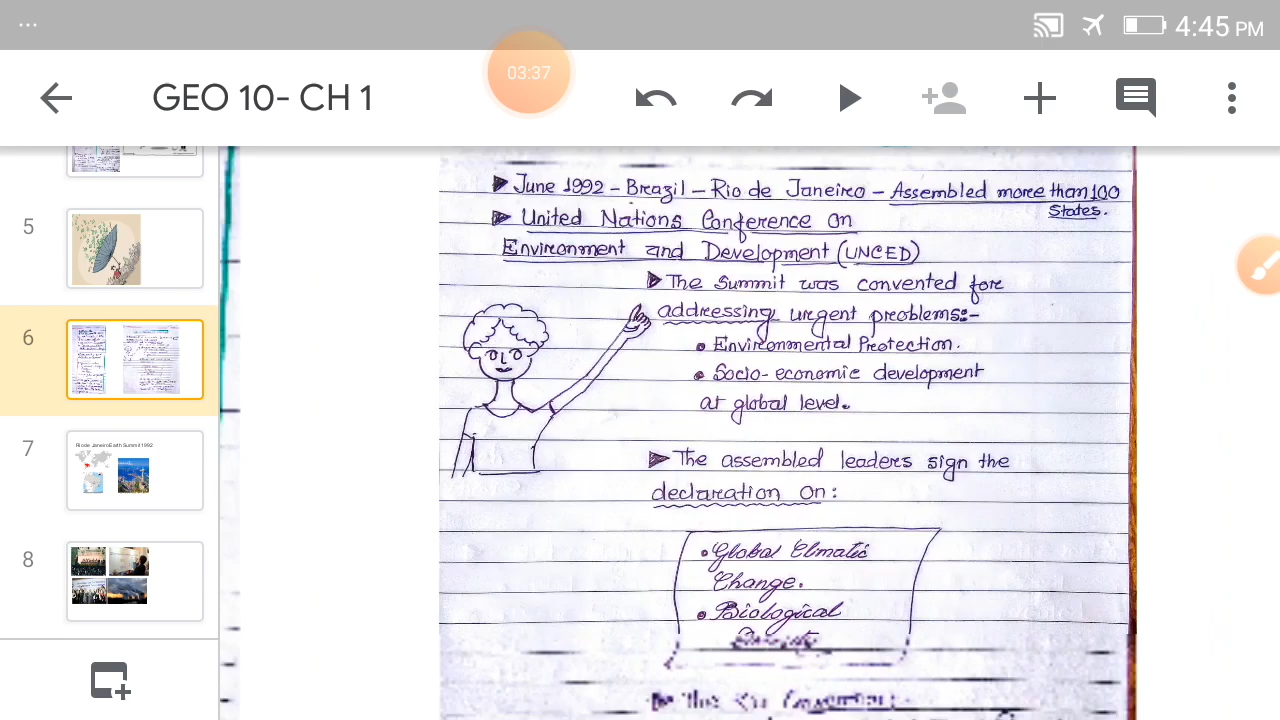 ...
4:45 PM
GEO 10- CH 1
03:37
5
6
7
8
Rio de Janeiro Earth Summit 1992
June 1992 - Brazil - Rio de Janeiro - Assembled more than 100
States.
United Nations Conference On
Environment and Development (UNCED)
The Summit was convented for
addressing urgent problems:-
Environmental Protection.
Socio-economic development
at global level.
The assembled leaders sign the
declaration On:
Global Climatic
Change.
Biological